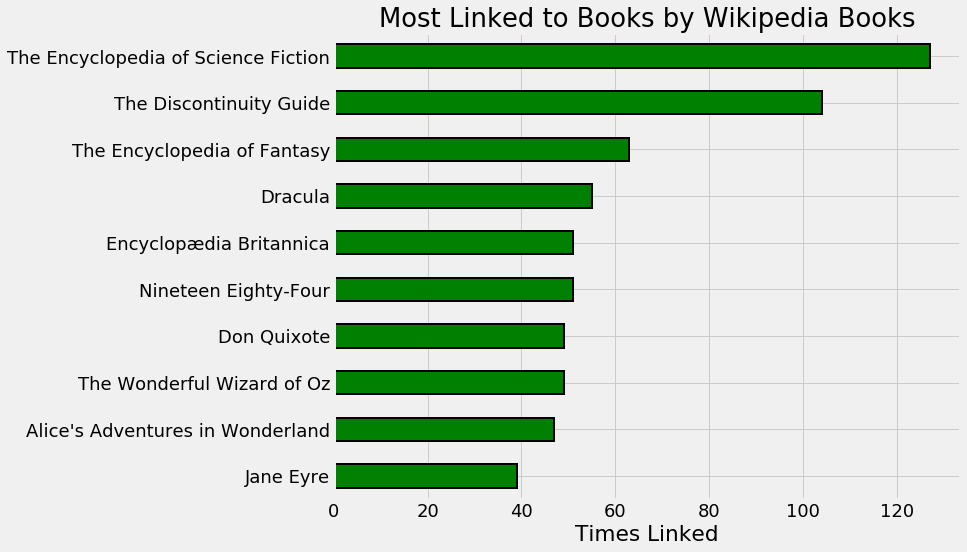 Most Linked to Books by Wikipedia Books
The Encyclopedia of Science Fiction
The Discontinuity Guide
The Encyclopedia of Fantasy
Dracula
Encyclopædia Britannica
Nineteen Eighty-Four
Don Quixote
The Wonderful Wizard of Oz
Alice's Adventures in Wonderland
Jane Eyre
0 20 40 60 80 100 120
Times Linked